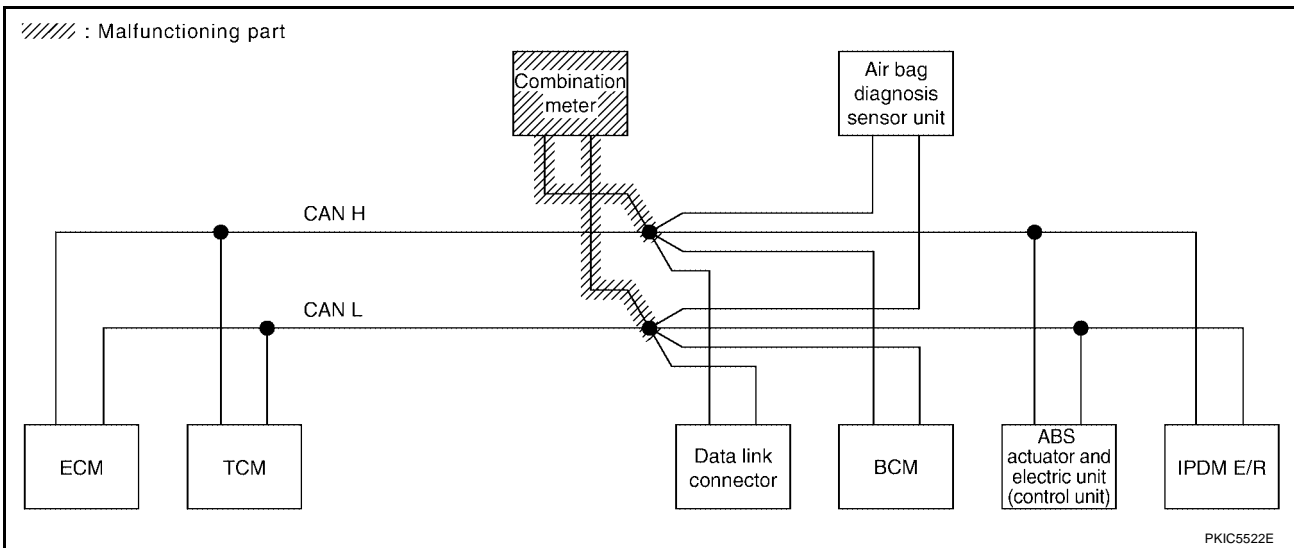 : Malfunctioning part
Combination
meter
Air bag
diagnosis
sensor unit
CAN H
CAN L
ECM
TCM
Data link
connector
BCM
ABS
actuator and
electric unit
(control unit)
IPDM E/R
PKIC5522E